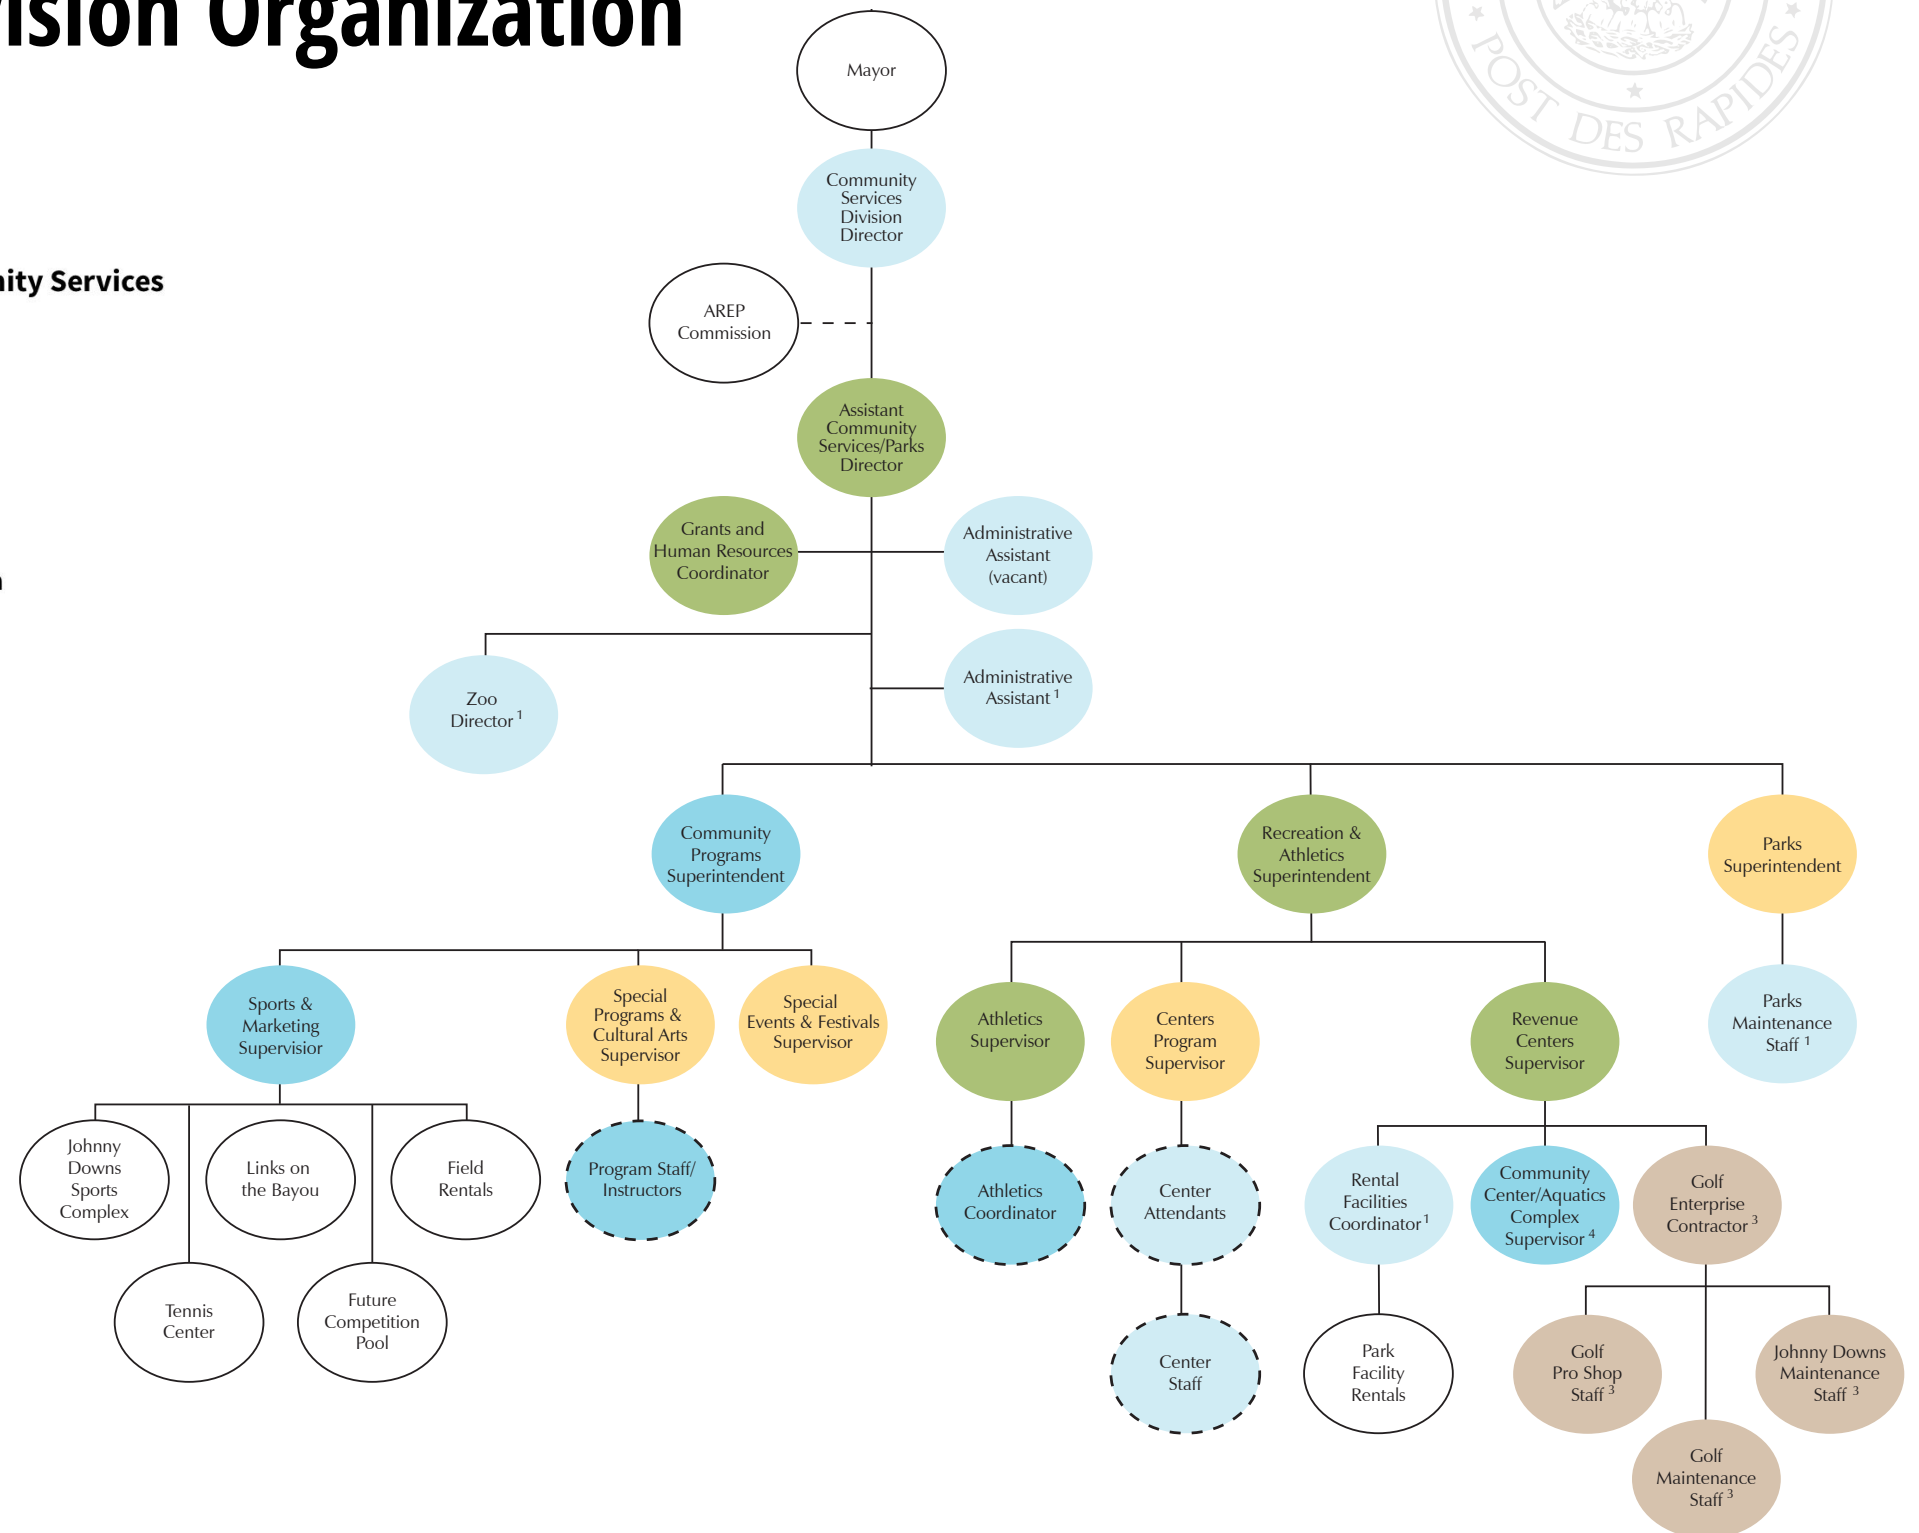 ision Organization
POST DES RAPIDES
Mayor
Community
Services
Division
Director
ity Services
AREP
Commission
Assistant
Community
Services/Parks
Director
Grants and
Human Resources
Coordinator
Administrative
Assistant
(vacant)
Zoo
Director 1
Administrative
Assistant 1
Community
Programs
Superintendent
Recreation &
Athletics
Superintendent
Parks
Superintendent
Sports &
Marketing
Supervisior
Special
Programs &
Cultural Arts
Supervisor
Special
Events & Festivals
Supervisor
Athletics
Supervisor
Centers
Program
Supervisor
Revenue
Centers
Supervisor
Parks
Maintenance
Staff 1
Johnny
Downs
Sports
Complex
Links on
the Bayou
Field
Rentals
Program Staff/
Instructors
Athletics
Coordinator
Center
Attendants
Rental
Facilities
Coordinator 1
Community
Center/Aquatics
Complex
Supervisor 4
Golf
Enterprise
Contractor 3
Tennis
Center
Future
Competition
Pool
Center
Staff
Park
Facility
Rentals
Golf
Pro Shop
Staff 3
Johnny Downs
Maintenance
Staff 3
Golf
Maintenance
Staff 3